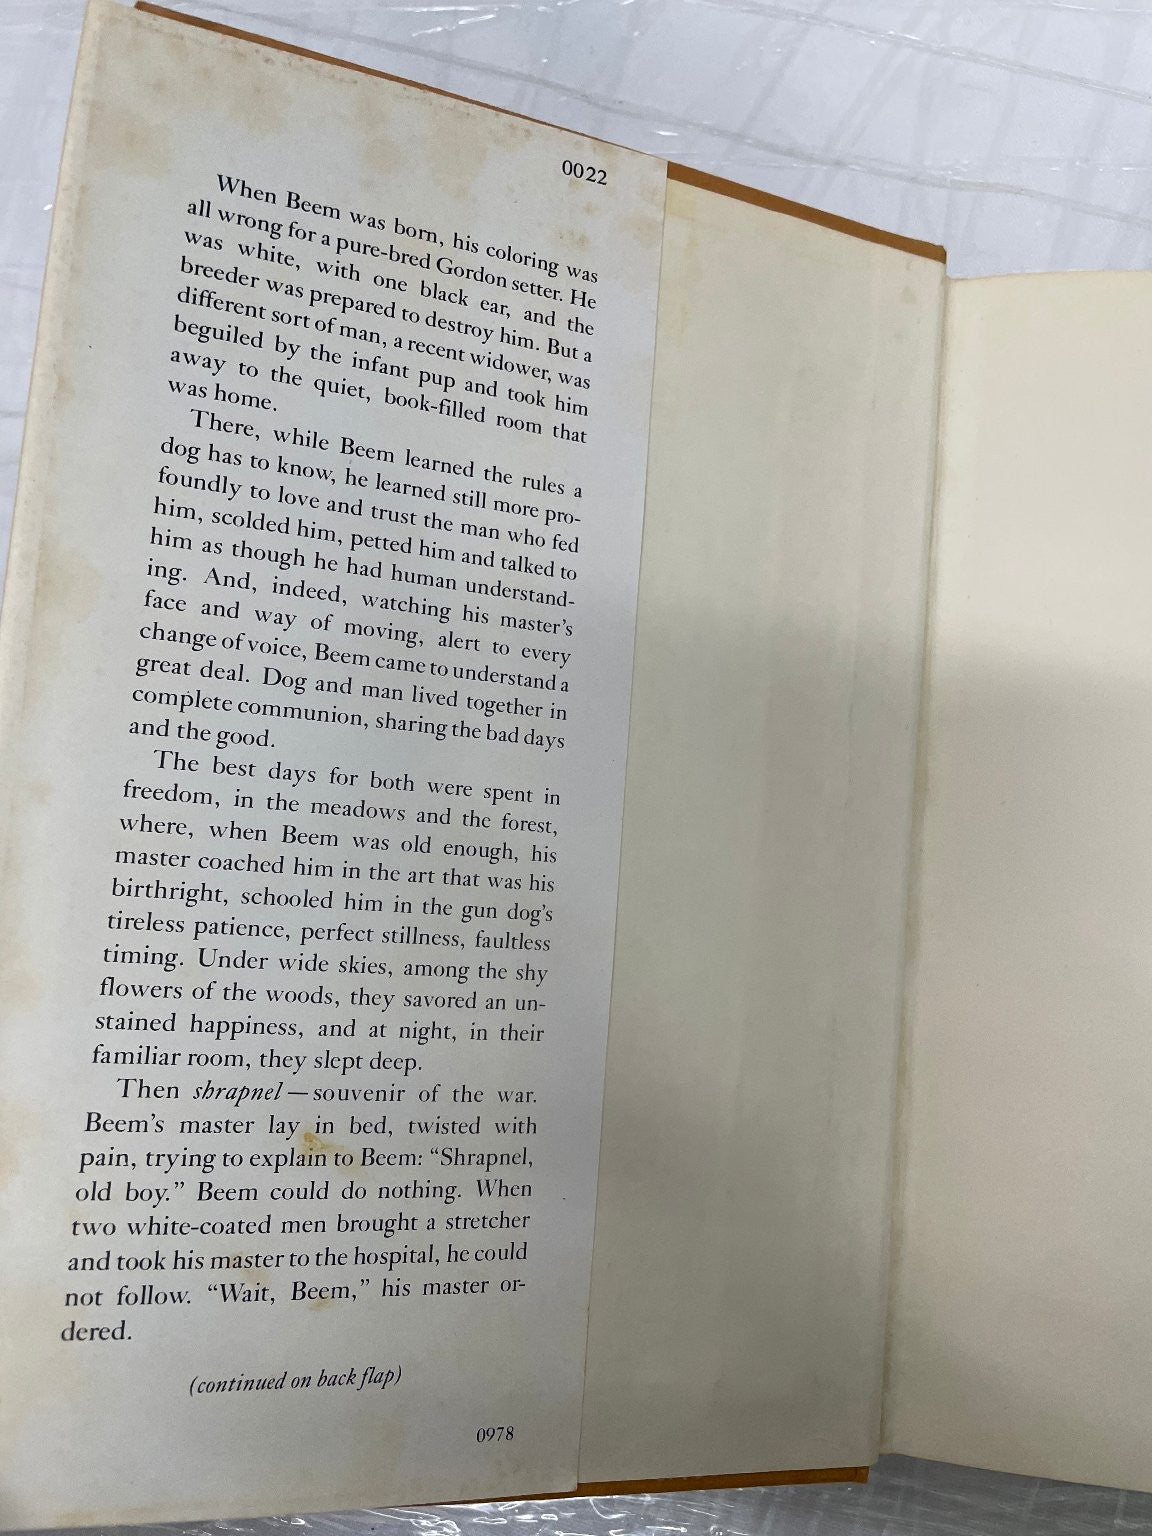 0022
When Beem was born, his coloring was
all wrong for a pure-bred Gordon setter. He
was white, with one black ear, and the
breeder was prepared to destroy him. But a
different sort of man, a recent widower, was
beguiled by the infant pup and took him
away to the quiet, book-filled room that
was home.
There, while Beem learned the rules a
dog has to know, he learned still more pro-
foundly to love and trust the man who fed
him, scolded him, petted him and talked to
him as though he had human understand-
ing. And, indeed, watching his master's
face and way of moving, alert to every
change of voice, Beem came to understand a
great deal. Dog and man lived together in
complete communion, sharing the bad days
and the good.
The best days for both were spent in
freedom, in the meadows and the forest,
where, when Beem was old enough, his
master coached him in the art that was his
birthright, schooled him in the gun dog's
tireless patience, perfect stillness, faultless
timing. Under wide skies, among the shy
flowers of the woods, they savored an un-
stained happiness, and at night, in their
familiar room, they slept deep.
Then shrapnel—souvenir of the war.
Beem's master lay in bed, twisted with
pain, trying to explain to Beem: “Shrapnel,
old boy.” Beem could do nothing. When
two white-coated men brought a stretcher
and took his master to the hospital, he could
not follow. “Wait, Beem,” his master or-
dered.
(continued on back flap)
0978